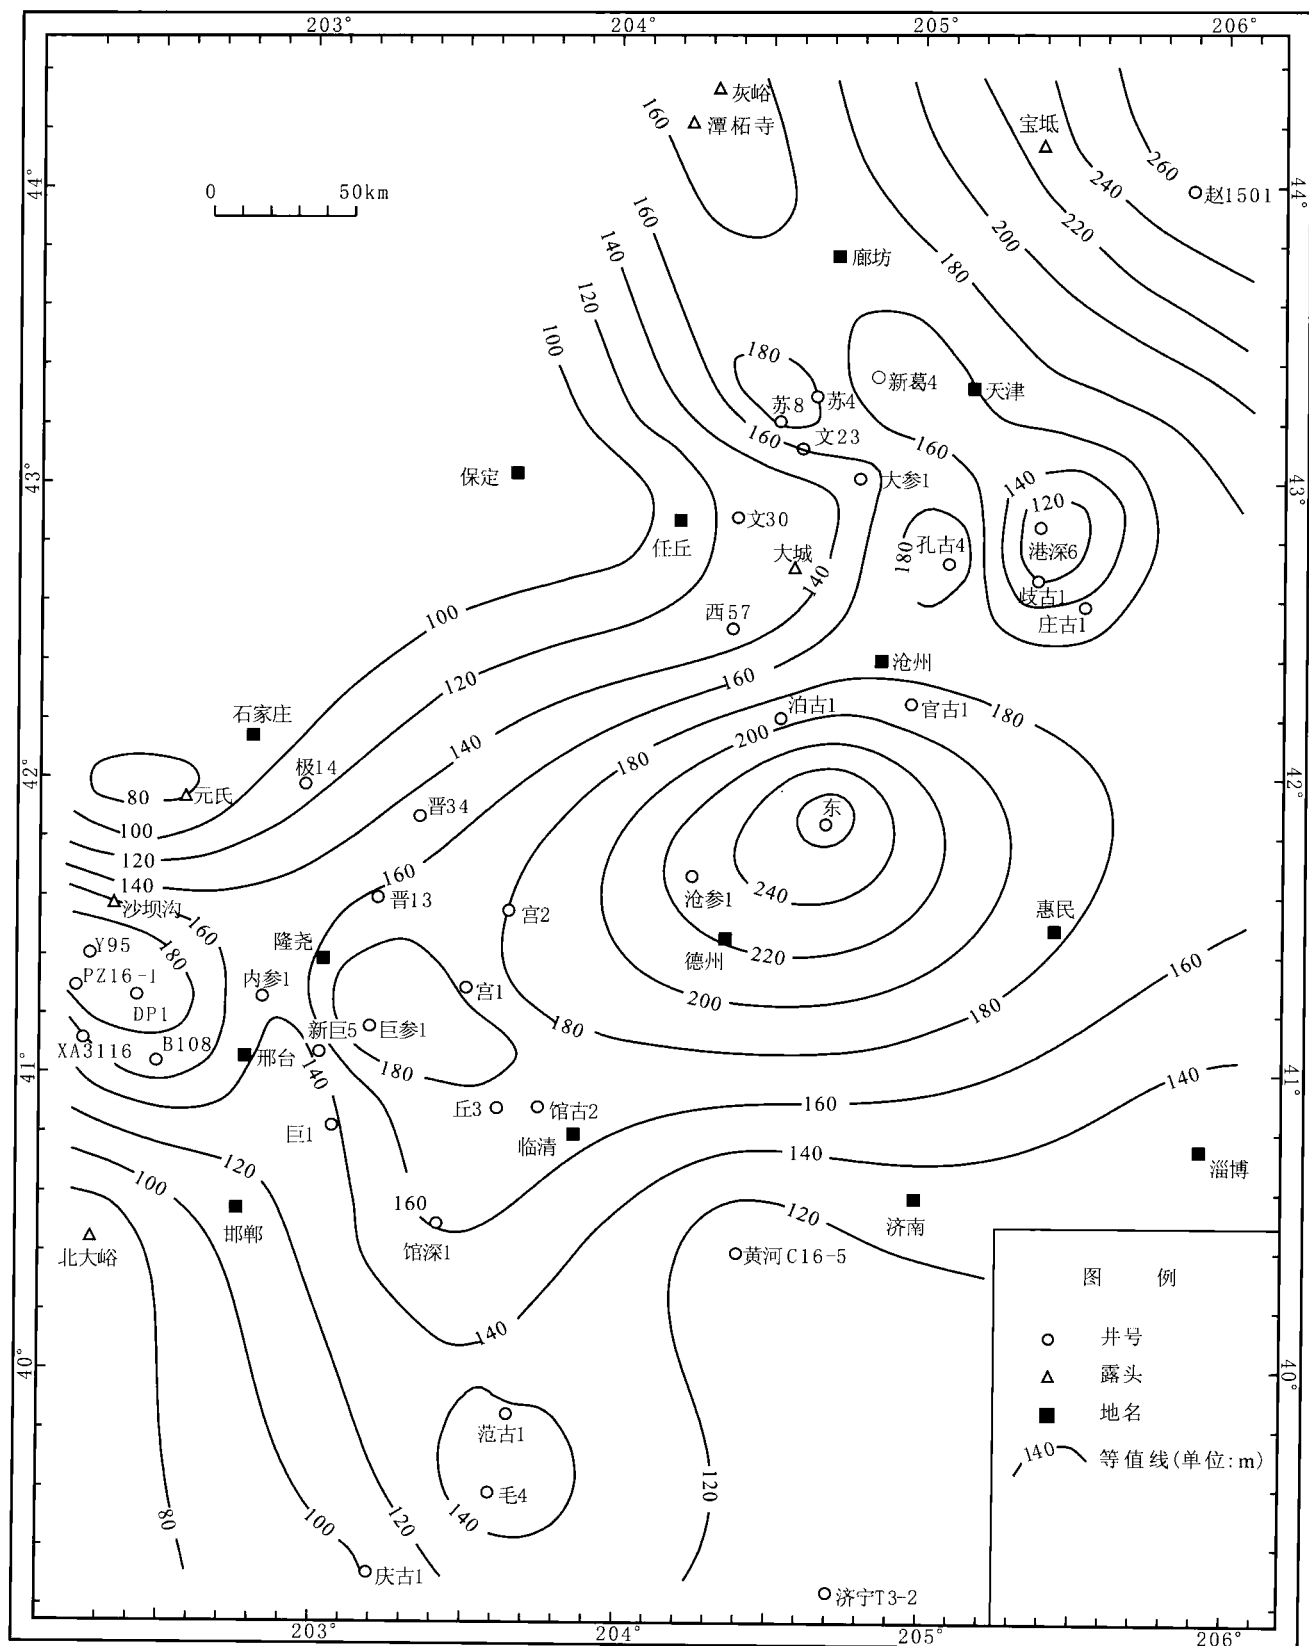 203° 204° 205° 206°
灰峪
潭柘寺
160
宝坻
260
240
赵1501
44° 44°
0 50km
220
200
160
140
廊坊
180
120
100
180
新葛4
天津
苏8 苏4
160 文23
160
保定
大参1
43° 43°
140
120
文30
任丘
大城
孔古4
180
港深6
140
歧古1
庄古1
西57
100
沧州
120
160
泊古1
官古1
180
石家庄
200
140
180
42° 42°
极14
80
元氏
晋34
东
100
120
160
140
240
沙坝沟
晋13
沧参1
宫2
惠民
160
隆尧
德州
Y95
180
220
160
PZ16-1
内参1
宫1
200
DP1
新巨5
巨参1
180
180
XA3116
B108
邢台
41° 41°
140
180
140
丘3
馆古2
160
巨1
临清
120
140
淄博
100
160
120
邯郸
济南
北大峪
馆深1
黄河C16-5
图 例
140
井号
40° 40°
露头
范古1
地名
140 等值线(单位:m)
毛4
120
140
80
100
120
庆古1
济宁T3-2
203° 204° 205° 206°